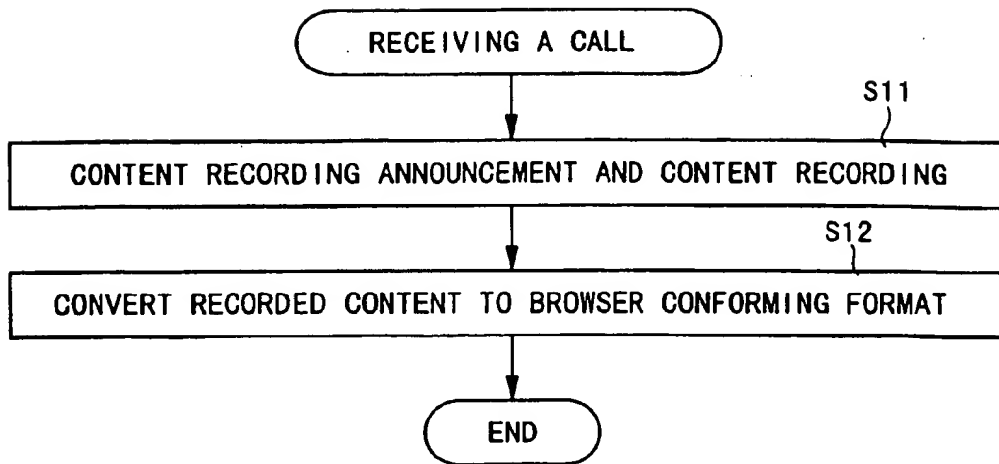 RECEIVING A CALL
S11
CONTENT RECORDING ANNOUNCEMENT AND CONTENT RECORDING
S12
CONVERT RECORDED CONTENT TO BROWSER CONFORMING FORMAT
END